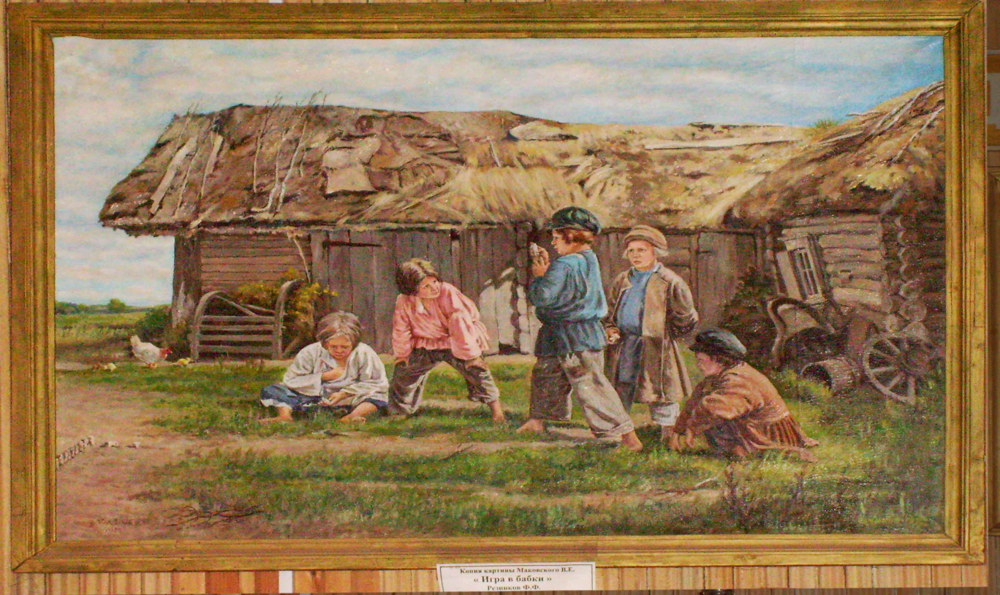 Копия картины Маковского В.Е.
« Игра в бабки »
Резников Ф.Ф.